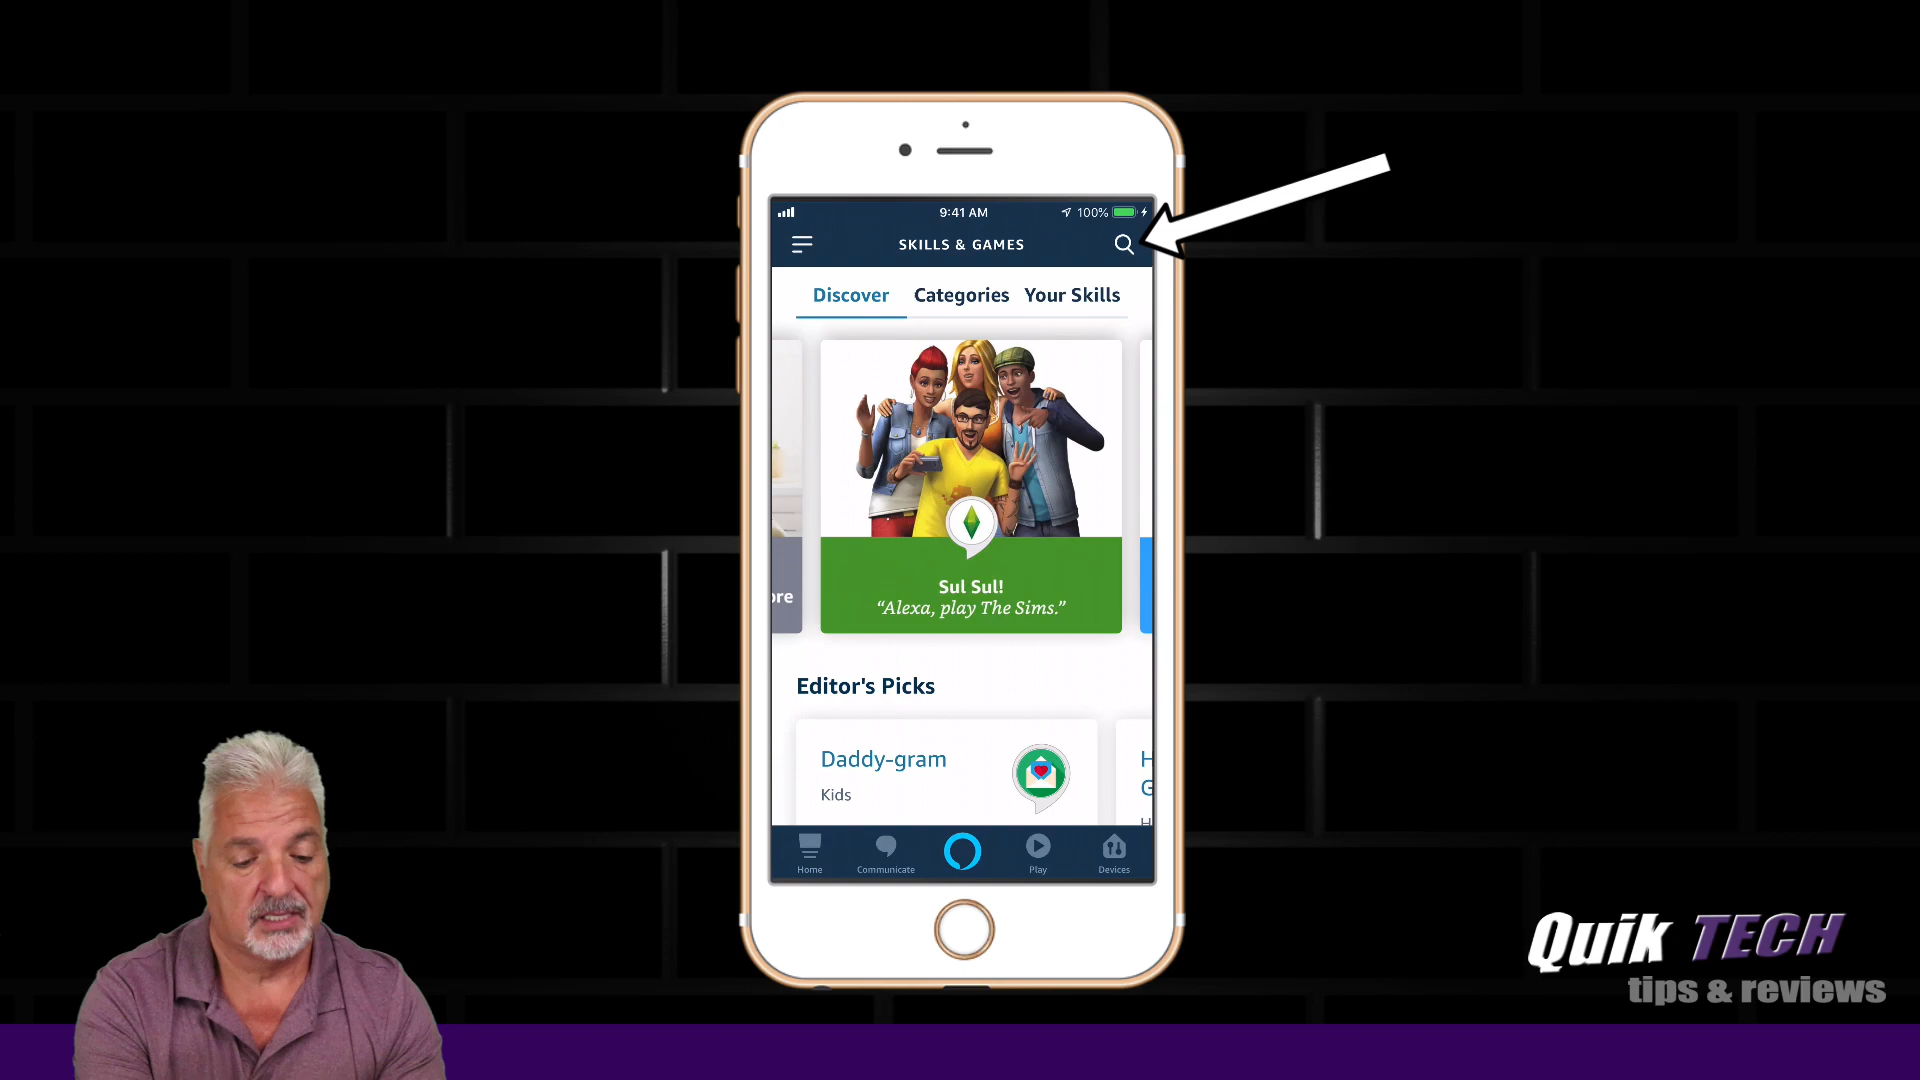 9:41 AM
100%
SKILLS & GAMES
Discover
Categories
Your Skills
ore
Sul Sul!
“Alexa, play The Sims.”
Editor's Picks
Daddy-gram
Kids
H
G
H
Home
Communicate
Play
Devices
Quik TECH
tips & reviews